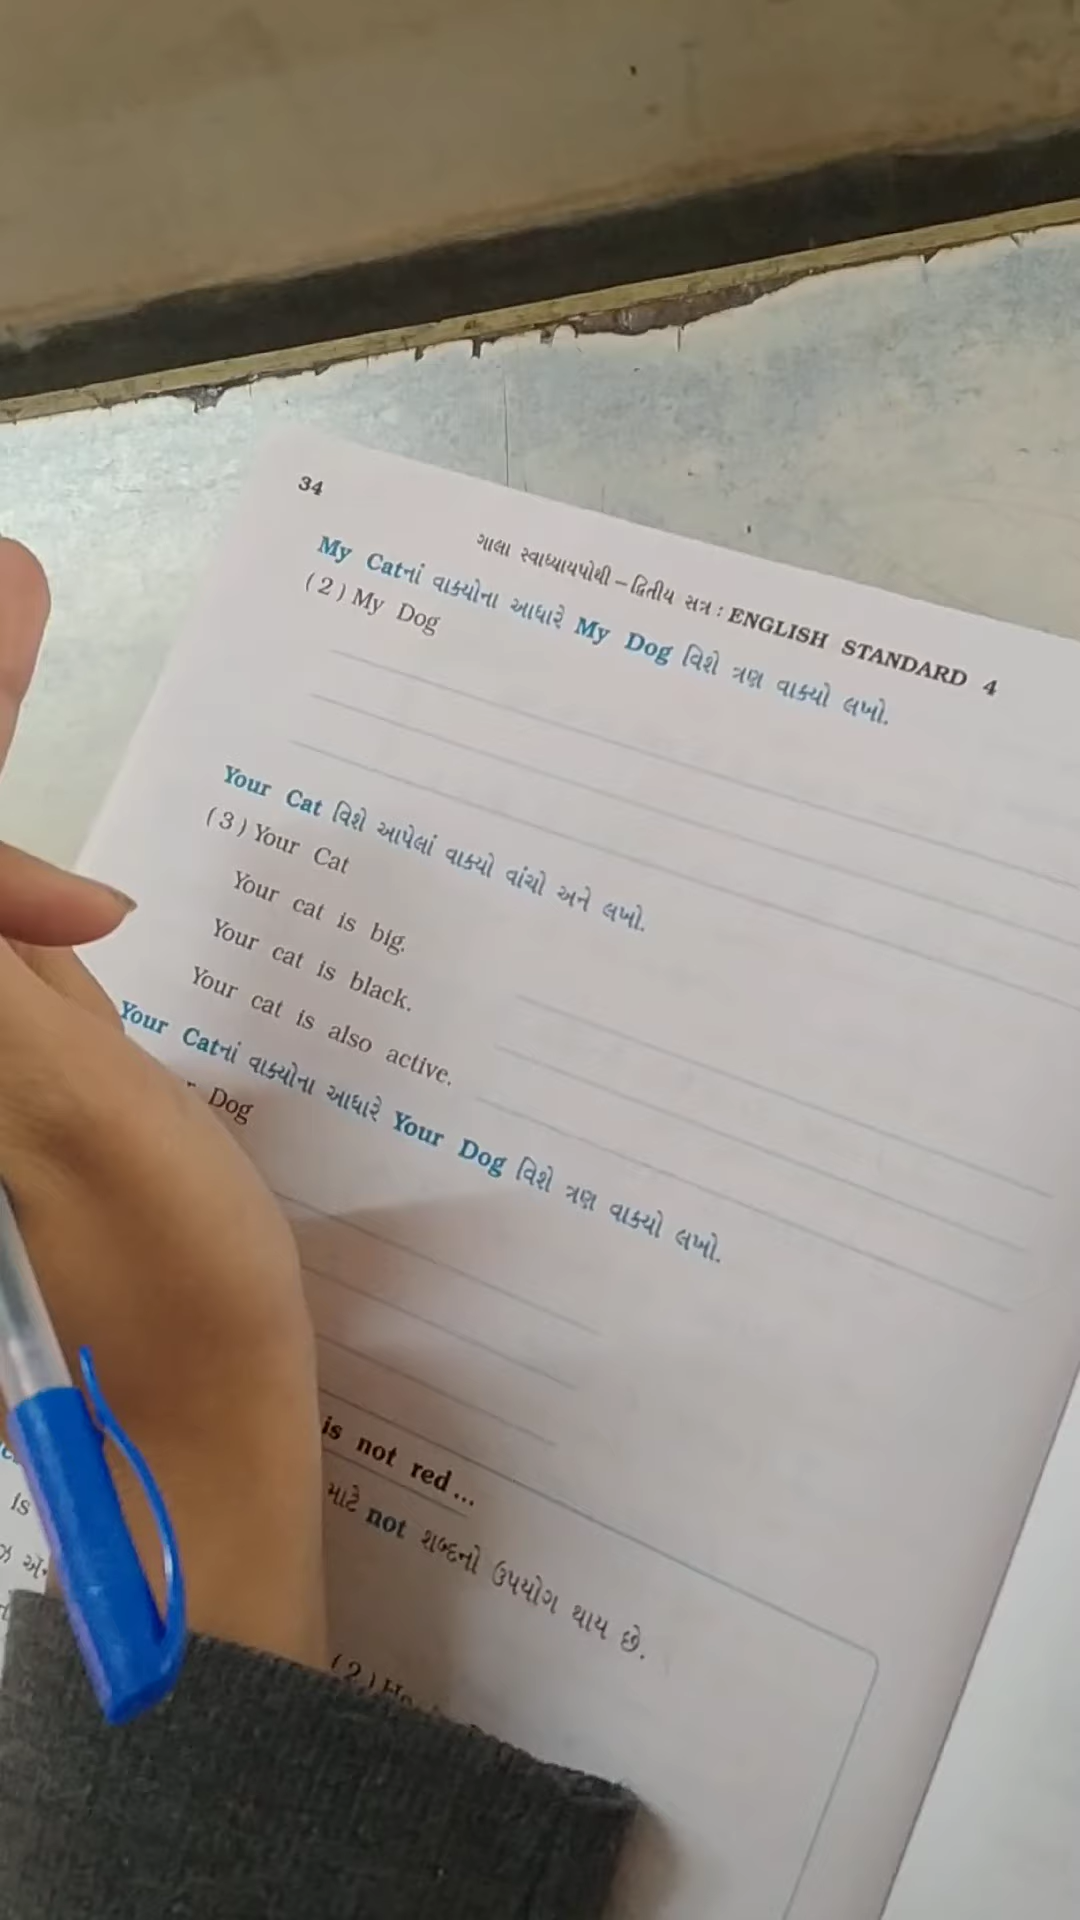 34
ગાલા સ્વાધ્યાયપોથી – દ્વિતીય સત્ર : ENGLISH STANDARD 4
My Catનાં વાક્યોના આધારે My Dog વિશે ત્રણ વાક્યો લખો.
(2) My Dog
Your Cat વિશે આપેલાં વાક્યો વાંચો અને લખો.
(3) Your Cat
Your cat is big.
Your cat is black.
Your cat is also active.
Your Catનાં વાક્યોના આધારે Your Dog વિશે ત્રણ વાક્યો લખો.
Dog
is not red...
માટે not શબ્દનો ઉપયોગ થાય છે.
is
(2)